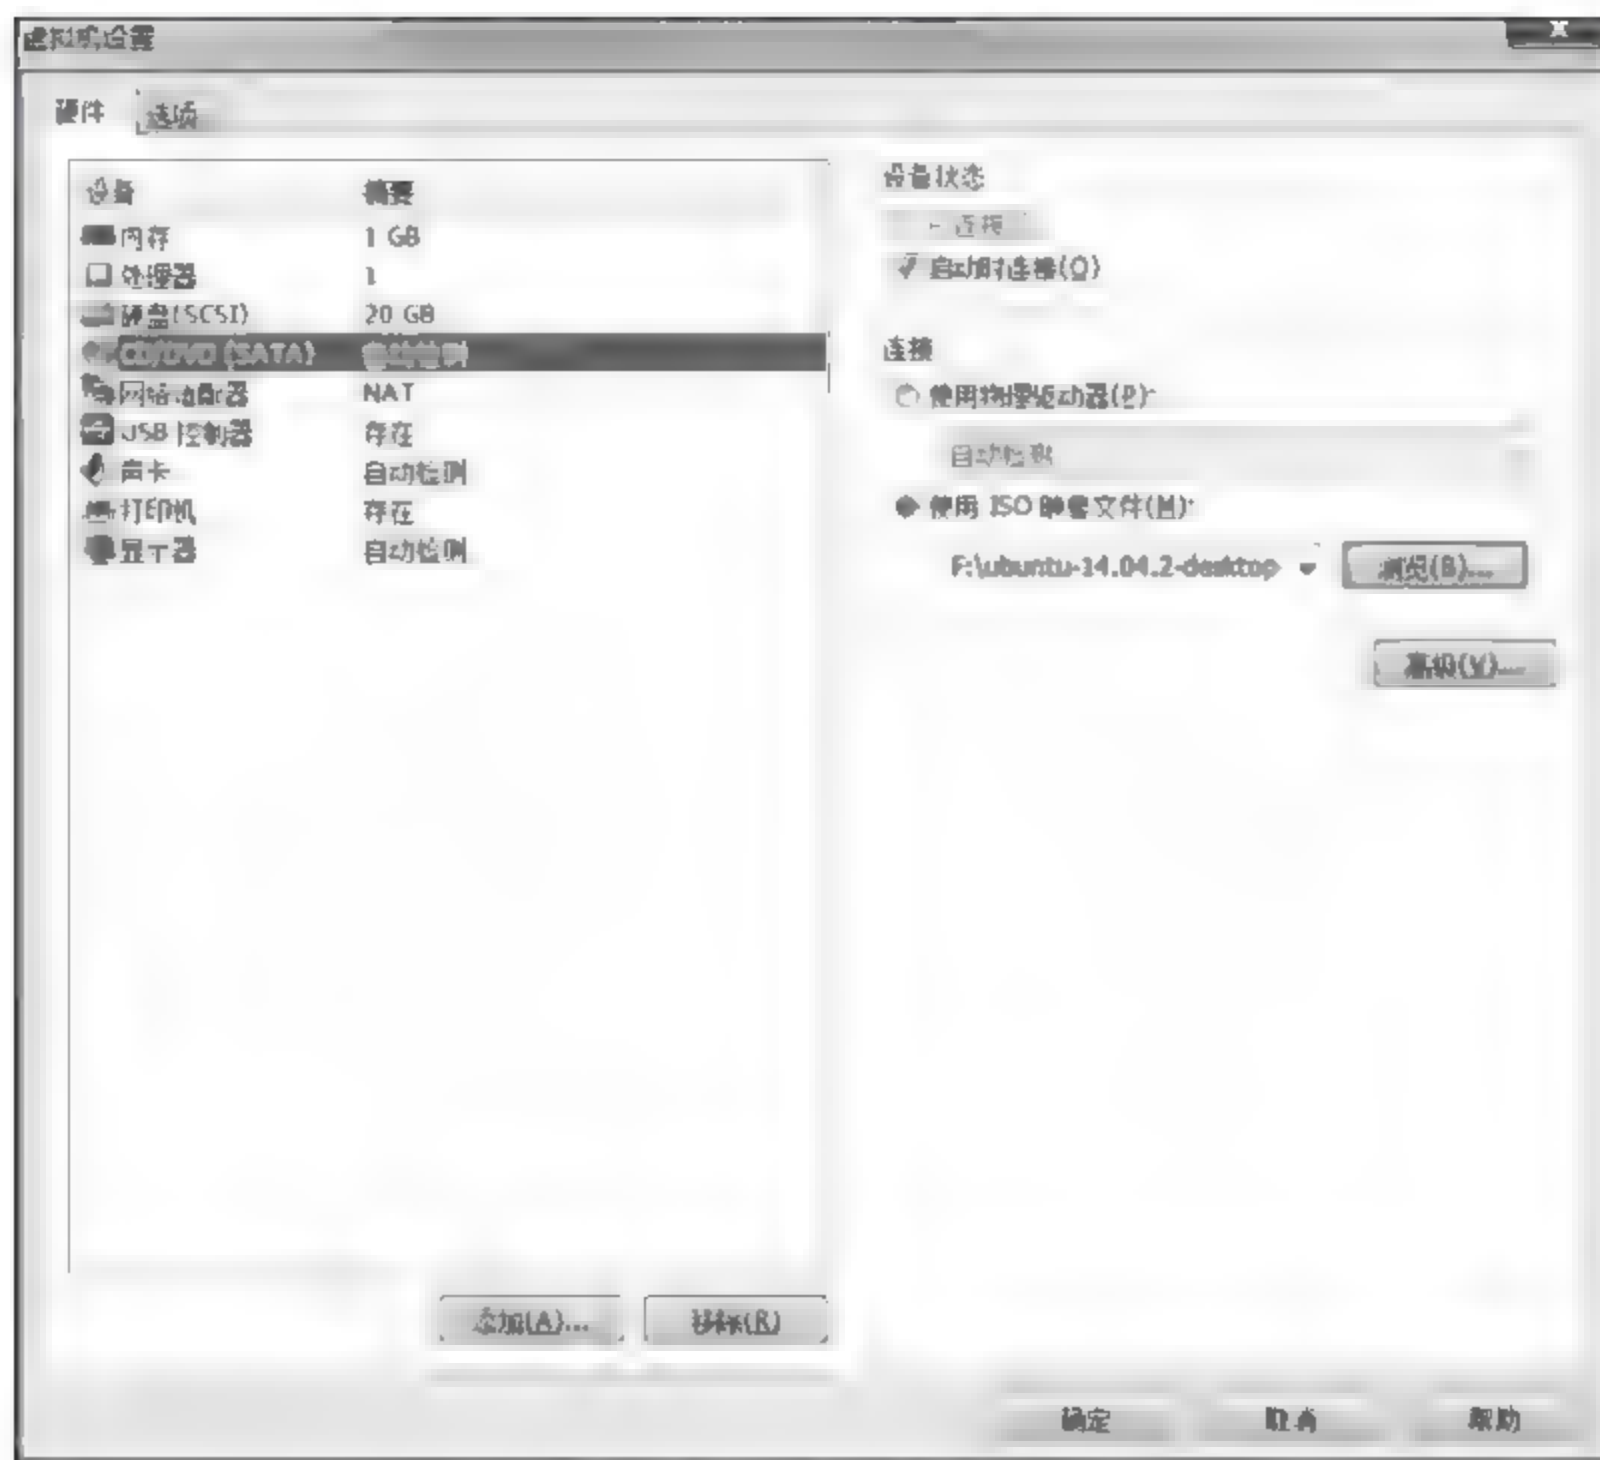 虚拟机设置
硬件 选项
设备 摘要
内存 1 GB
处理器 1
硬盘(SCSI) 20 GB
CD/DVD (SATA) 自动检测
网络适配器 NAT
USB 控制器 存在
声卡 自动检测
打印机 存在
显示器 自动检测
添加(A)... 移除(R)
设备状态
已连接
启动时连接(O)
连接
使用物理驱动器(P):
自动检测
使用 ISO 映像文件(M):
F:\ubuntu-14.04.2-desktop 浏览(B)...
高级(V)...
确定 取消 帮助